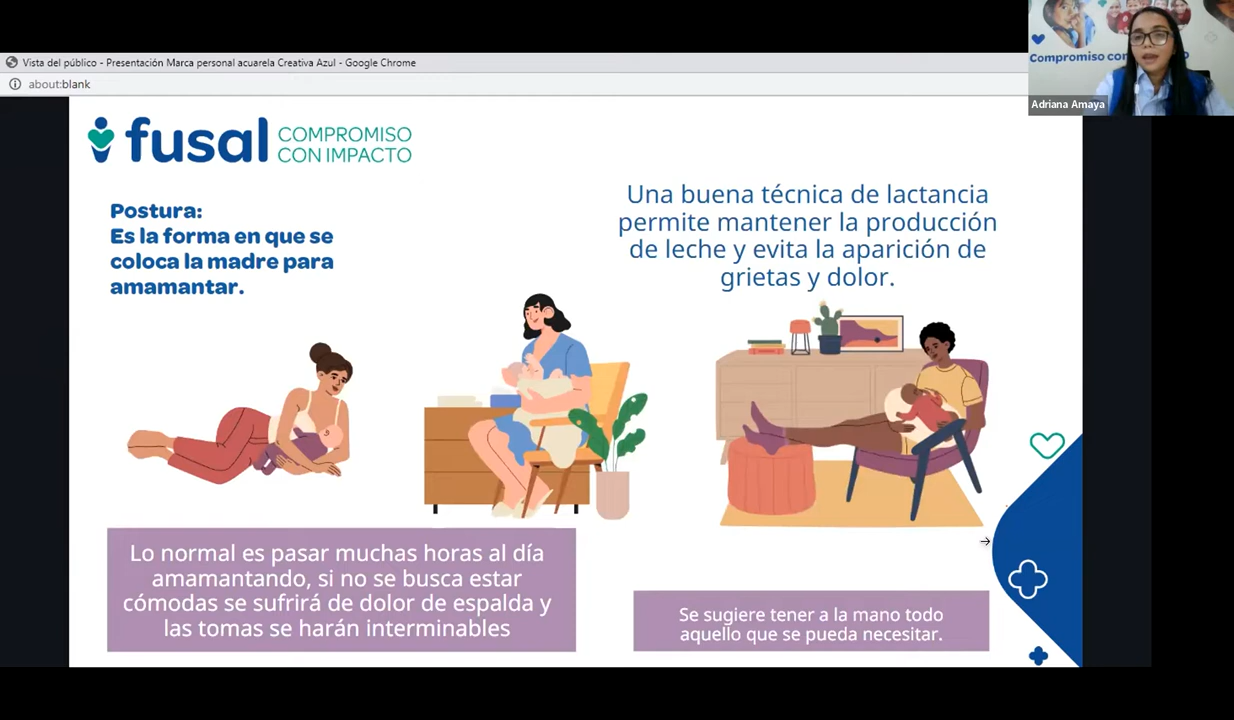 Vista del público - Presentación Marca personal acuarela Creativa Azul - Google Chrome
about:blank
Compromiso con
Adriana Amaya
fusal
COMPROMISO
CON IMPACTO
Postura:
Es la forma en que se
coloca la madre para
amamantar.
Una buena técnica de lactancia
permite mantener la producción
de leche y evita la aparición de
grietas y dolor.
Lo normal es pasar muchas horas al día
amamantando, si no se busca estar
cómodas se sufrirá de dolor de espalda y
las tomas se harán interminables
Se sugiere tener a la mano todo
aquello que se pueda necesitar.